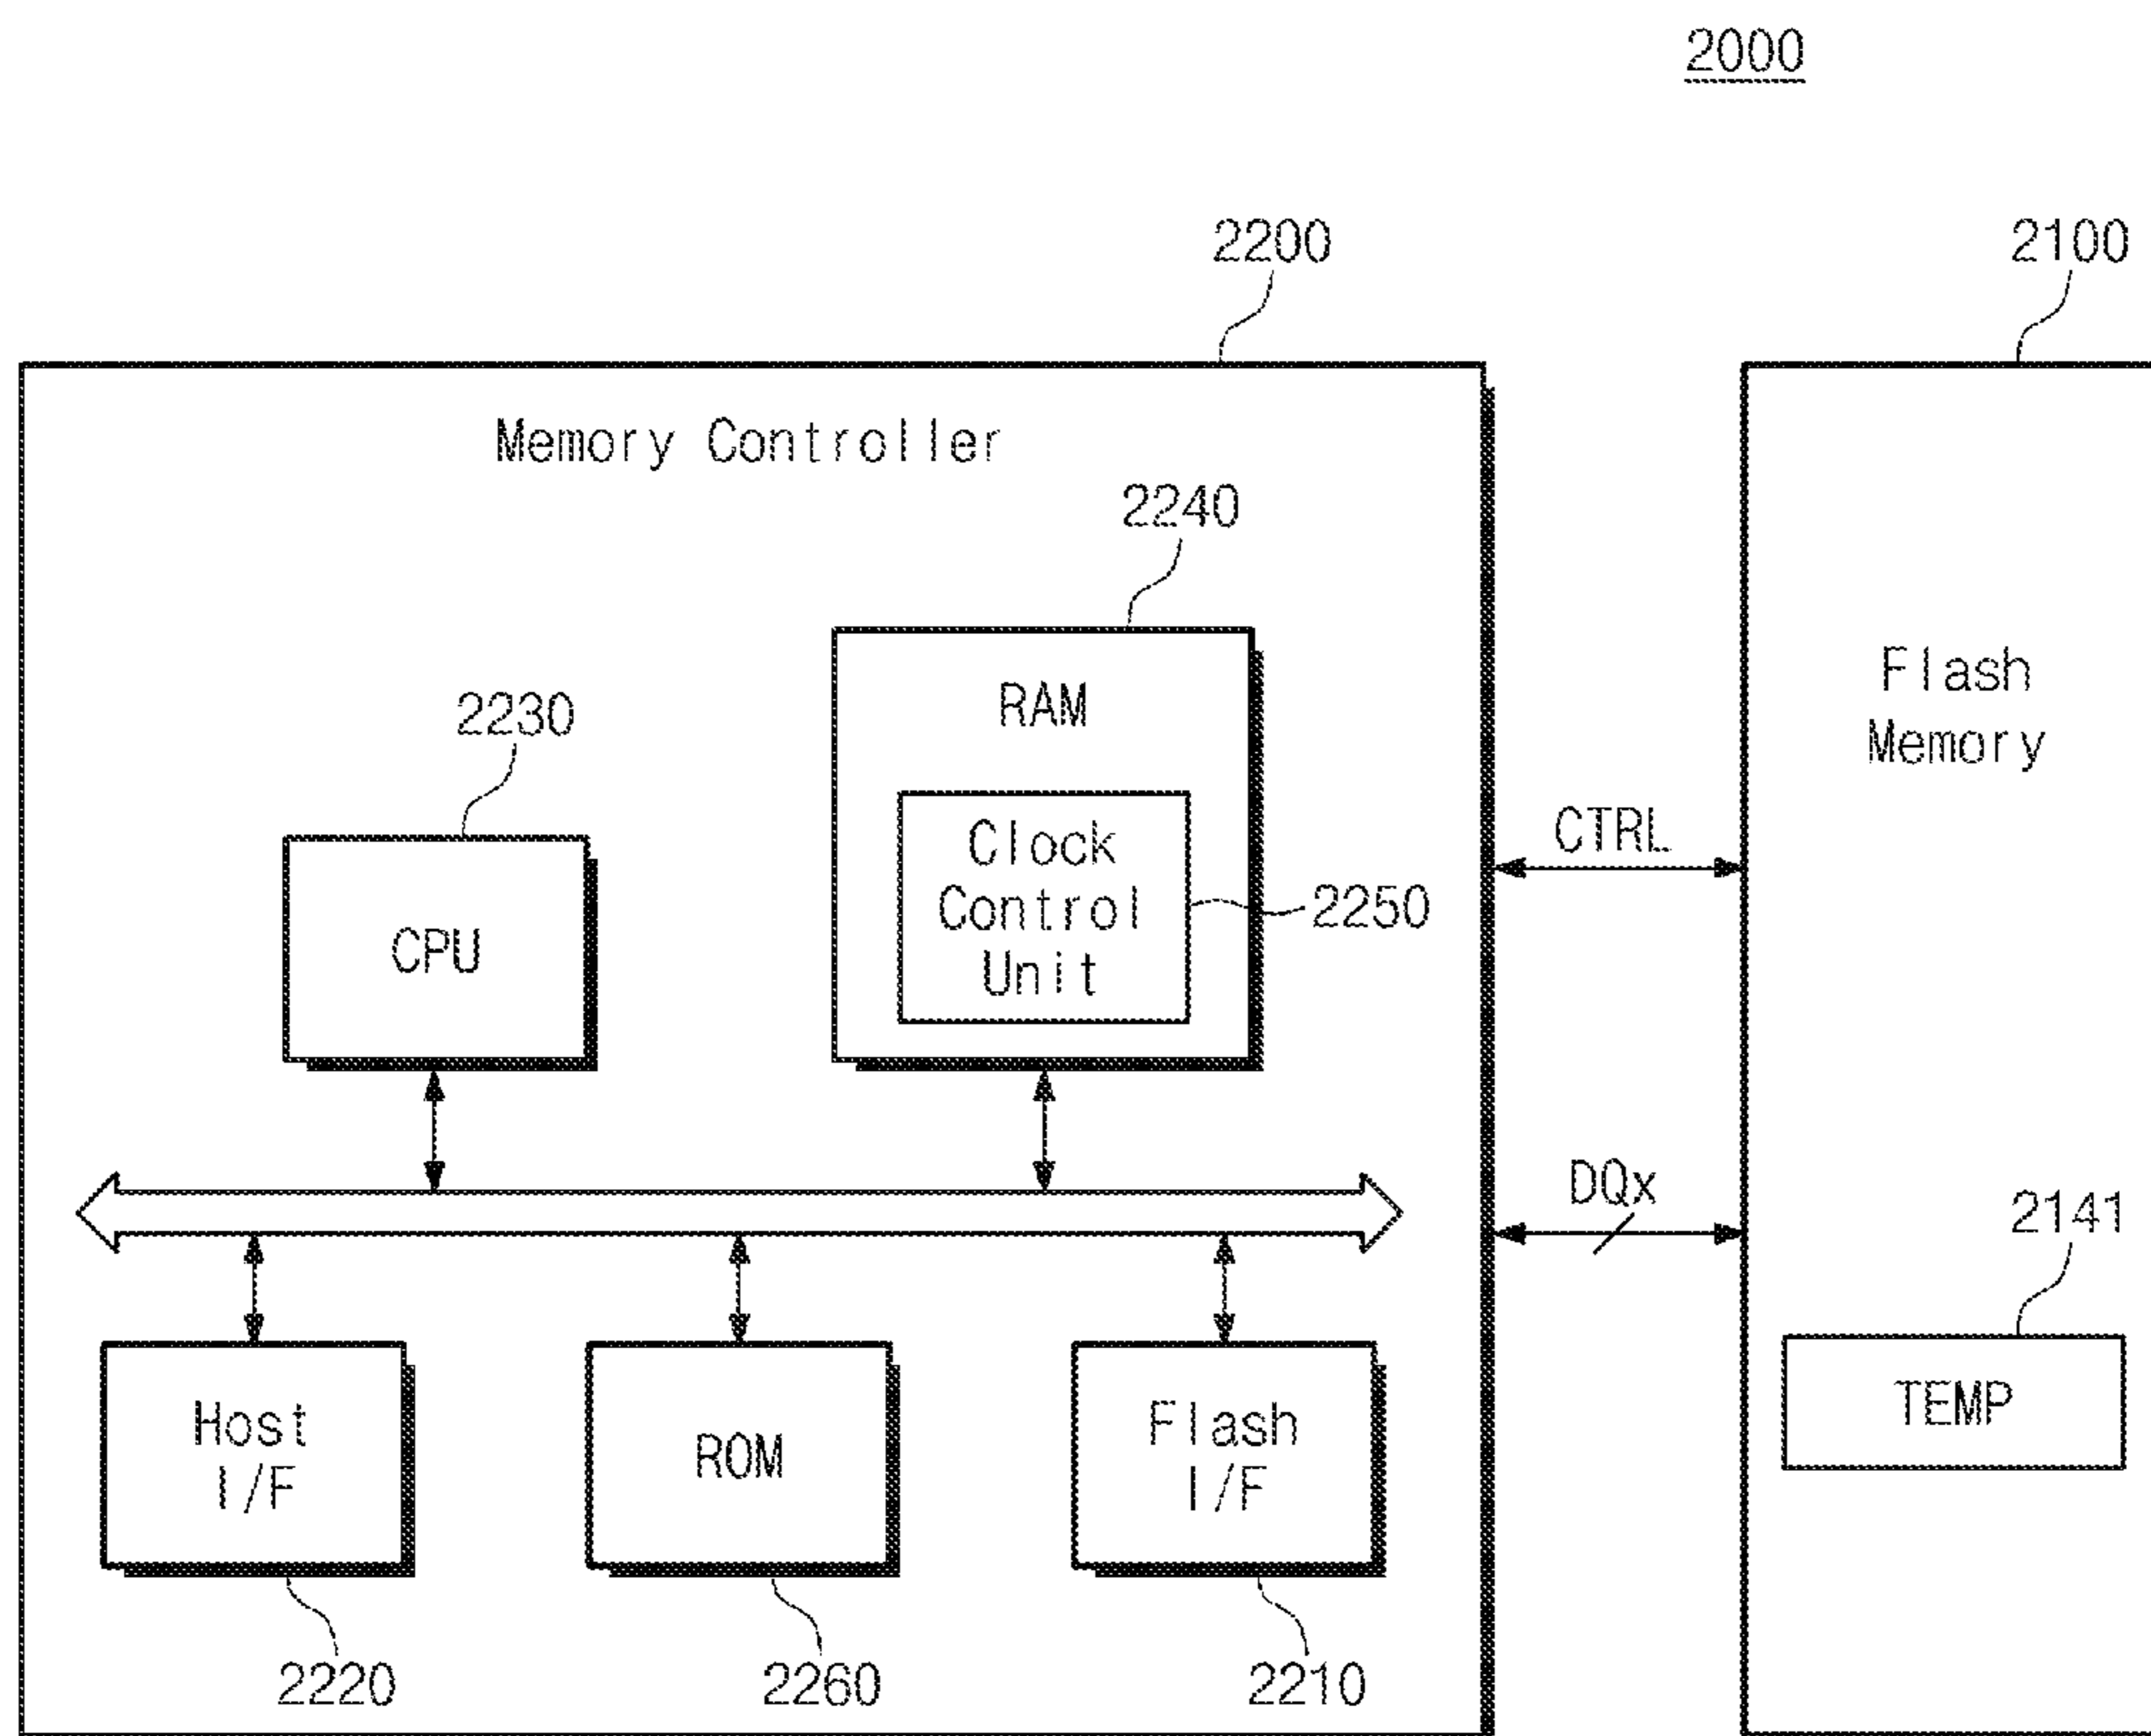 2000
2200
2100
Memory Controller
2240
RAM
Flash
Memory
2230
Clock
Control
Unit
2250
CTRL
CPU
DQx
2141
TEMP
Host
I/F
ROM
Flash
I/F
2220
2260
2210